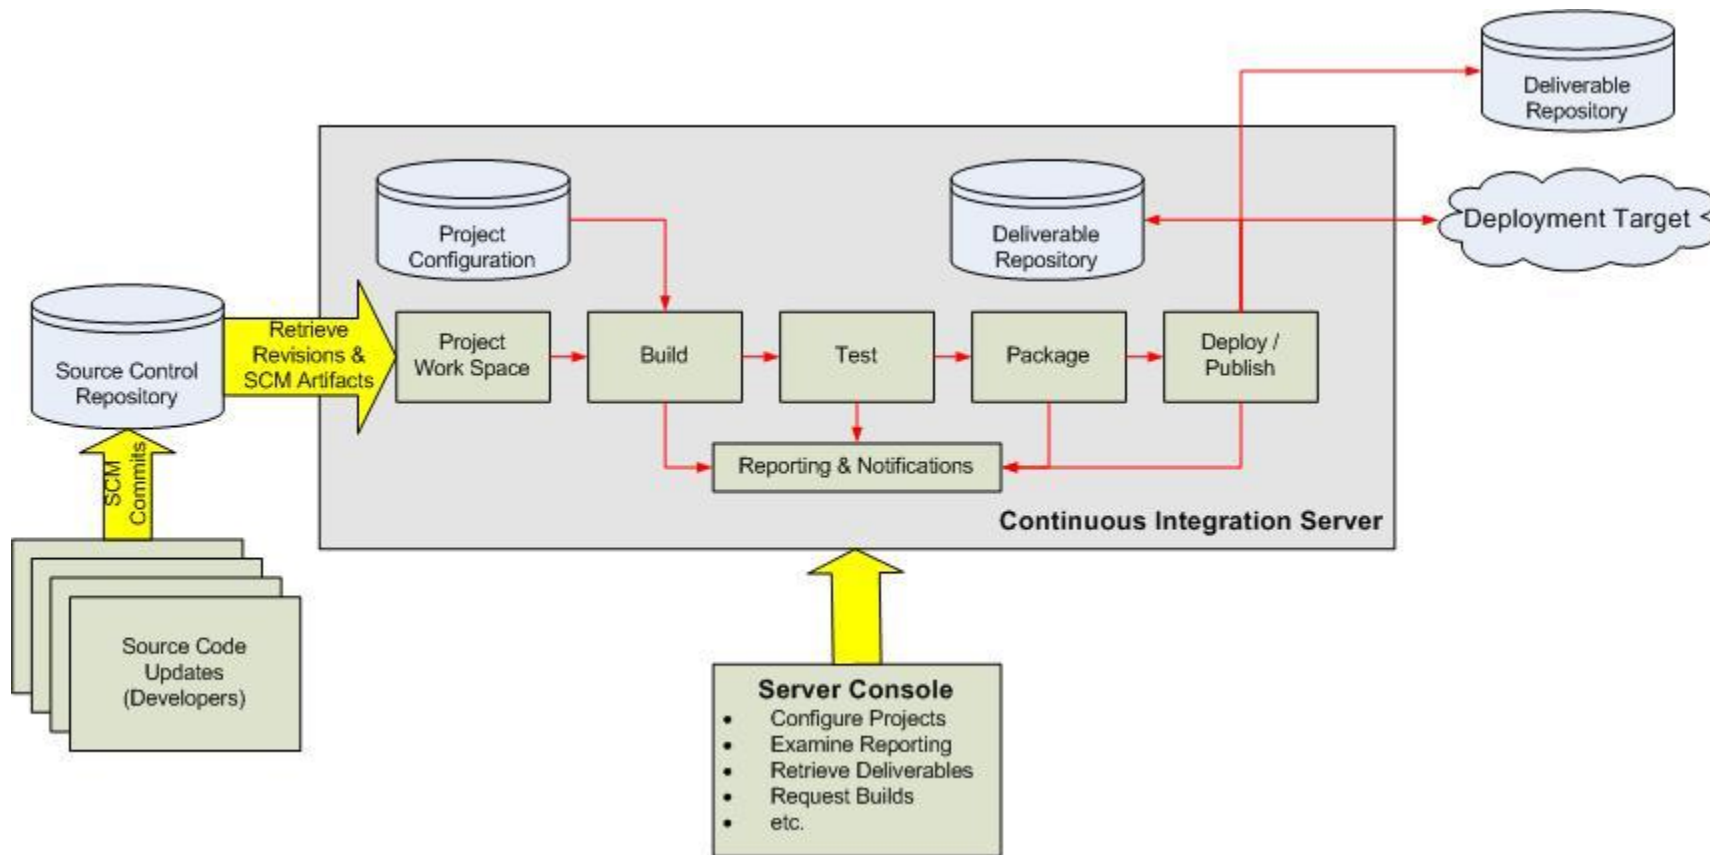 Deliverable
Repository
Deployment Target
Project
Configuration
Deliverable
Repository
Source Control
Repository
Retrieve
Revisions &
SCM Artifacts
Project
Work Space
Build
Test
Package
Deploy /
Publish
Reporting & Notifications
Continuous Integration Server
SCM
Commits
Source Code
Updates
(Developers)
Server Console
• Configure Projects
• Examine Reporting
• Retrieve Deliverables
• Request Builds
• etc.